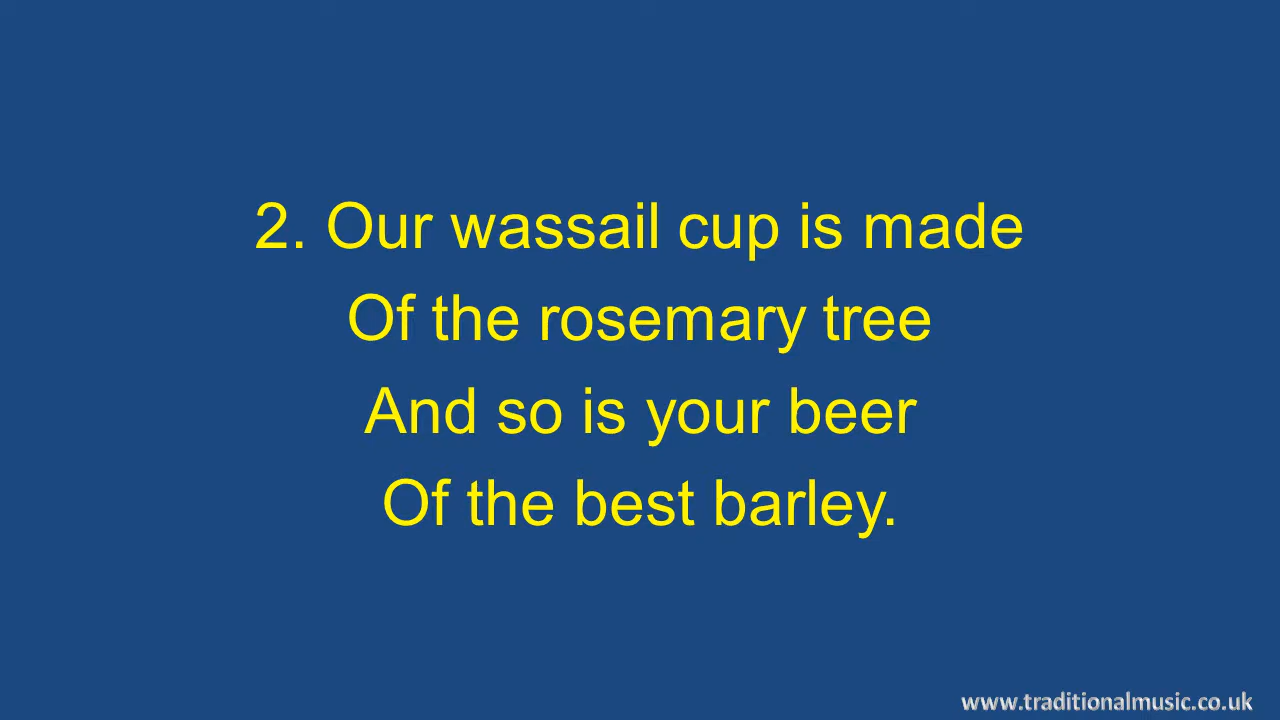 2. Our wassail cup is made
Of the rosemary tree
And so is your beer
Of the best barley.
www.traditionalmusic.co.uk